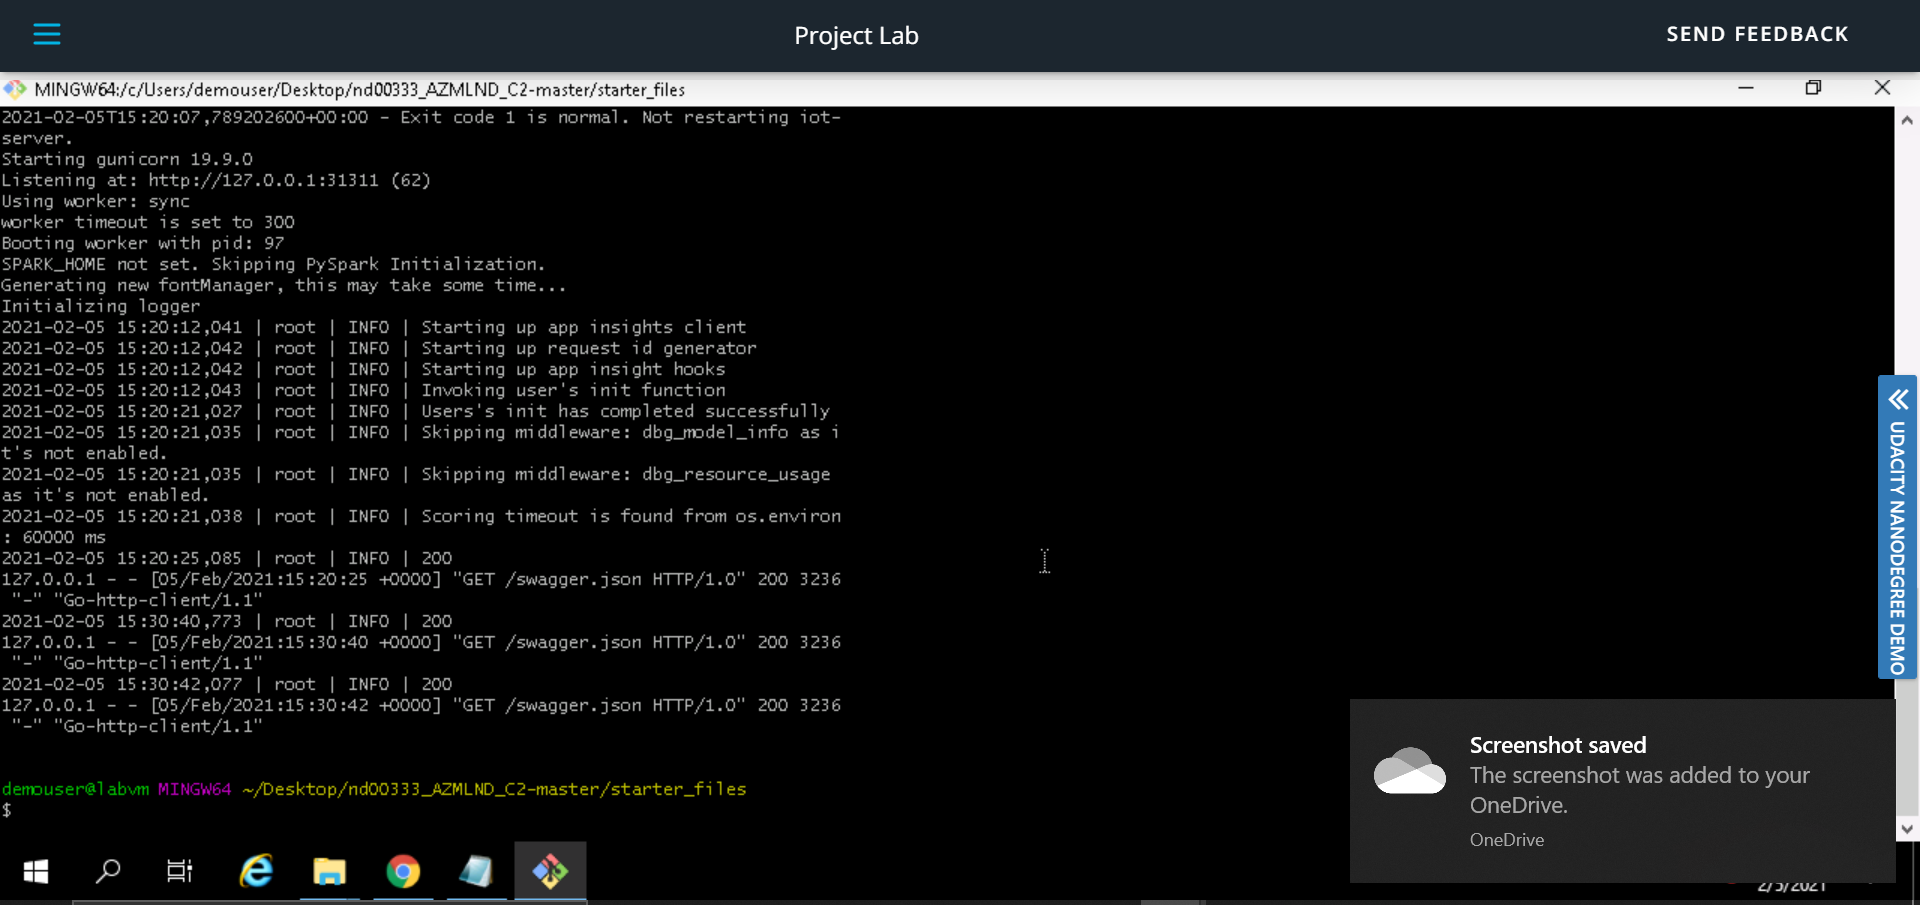 Project Lab
SEND FEEDBACK
MINGW64:/c/Users/demouser/Desktop/nd00333_AZMLND_C2-master/starter_files
2021-02-05T15:20:07,789202600+00:00 - Exit code 1 is normal. Not restarting iot-
server.
Starting gunicorn 19.9.0
Listening at: http://127.0.0.1:31311 (62)
Using worker: sync
worker timeout is set to 300
Booting worker with pid: 97
SPARK_HOME not set. Skipping PySpark Initialization.
Generating new fontManager, this may take some time...
Initializing logger
2021-02-05 15:20:12,041 | root | INFO | Starting up app insights client
2021-02-05 15:20:12,042 | root | INFO | Starting up request id generator
2021-02-05 15:20:12,042 | root | INFO | Starting up app insight hooks
2021-02-05 15:20:12,043 | root | INFO | Invoking user's init function
2021-02-05 15:20:21,027 | root | INFO | Users's init has completed successfully
2021-02-05 15:20:21,035 | root | INFO | Skipping middleware: dbg_model_info as i
t's not enabled.
2021-02-05 15:20:21,035 | root | INFO | Skipping middleware: dbg_resource_usage
as it's not enabled.
2021-02-05 15:20:21,038 | root | INFO | Scoring timeout is found from os.environ
: 60000 ms
2021-02-05 15:20:25,085 | root | INFO | 200
127.0.0.1 - - [05/Feb/2021:15:20:25 +0000] "GET /swagger.json HTTP/1.0" 200 3236
"-" "Go-http-client/1.1"
2021-02-05 15:30:40,773 | root | INFO | 200
127.0.0.1 - - [05/Feb/2021:15:30:40 +0000] "GET /swagger.json HTTP/1.0" 200 3236
"-" "Go-http-client/1.1"
2021-02-05 15:30:42,077 | root | INFO | 200
127.0.0.1 - - [05/Feb/2021:15:30:42 +0000] "GET /swagger.json HTTP/1.0" 200 3236
"-" "Go-http-client/1.1"
demouser@labvm MINGW64 ~/Desktop/nd00333_AZMLND_C2-master/starter_files
$
UDACITY NANODEGREE DEMO
Screenshot saved
The screenshot was added to your
OneDrive.
OneDrive
2/5/2021